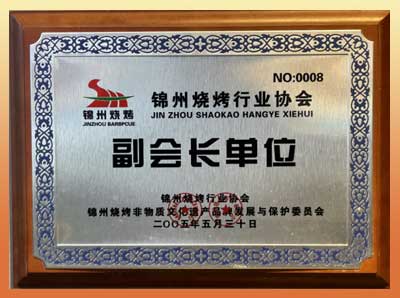 NO:0008
锦州烧烤
JINZHOU BARBPCUE
锦州烧烤行业协会
JIN ZHOU SHAOKAO HANGYE XIEHUI
副会长单位
锦州烧烤行业协会
锦州烧烤非物质文化遗产品牌发展与保护委员会
二〇〇五年五月三十日